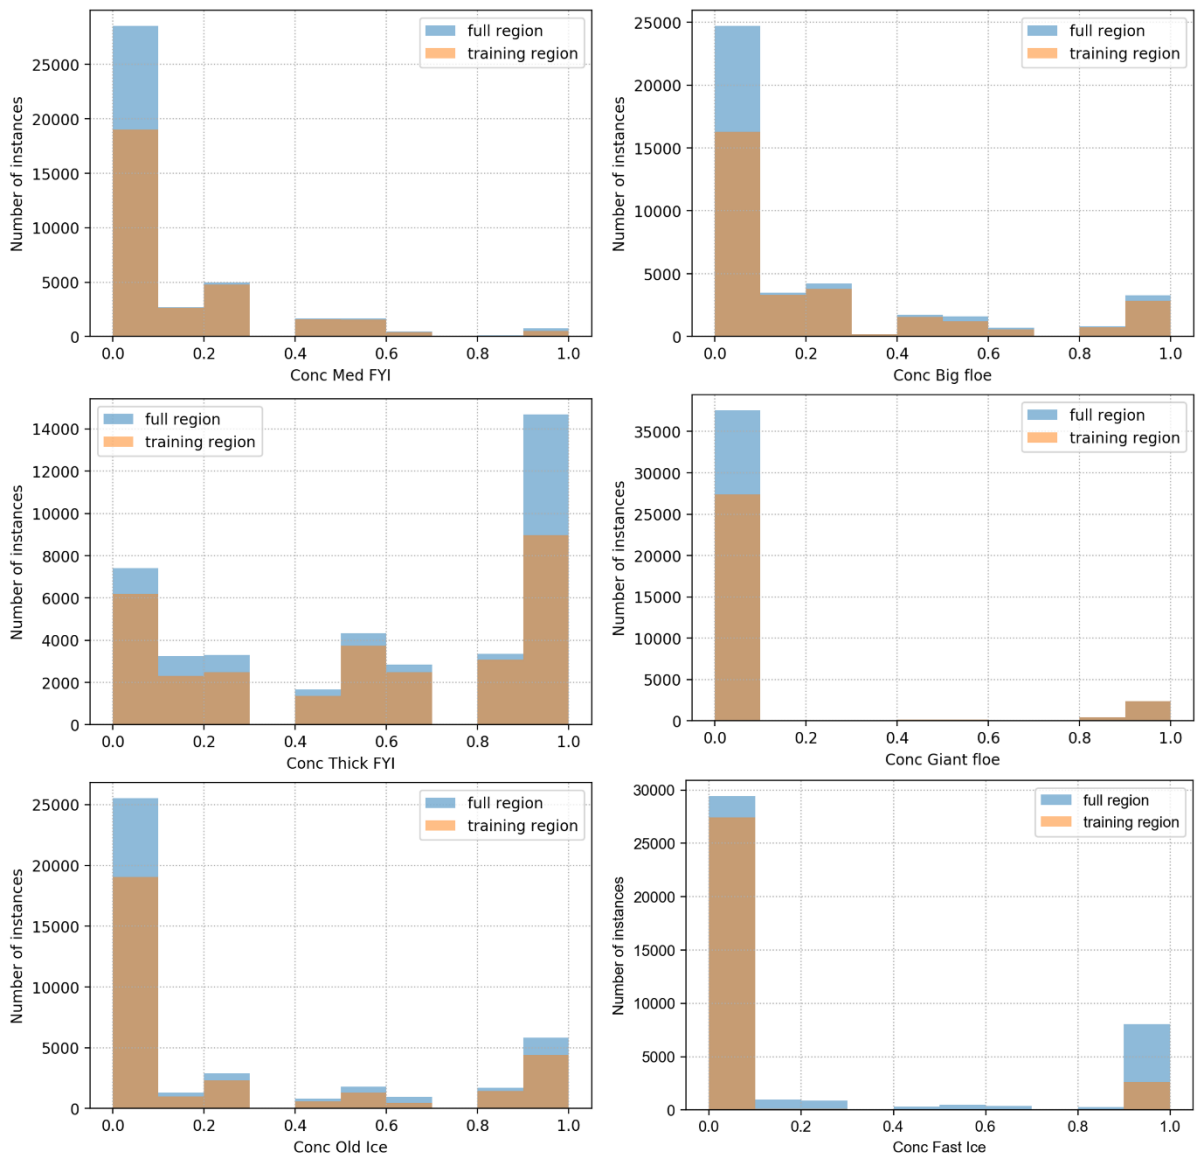 full region
training region
25000
20000
15000
10000
5000
0
Number of instances
0.0 0.2 0.4 0.6 0.8 1.0
Conc Med FYI
full region
training region
25000
20000
15000
10000
5000
0
Number of instances
0.0 0.2 0.4 0.6 0.8 1.0
Conc Big floe
full region
training region
14000
12000
10000
8000
6000
4000
2000
0
Number of instances
0.0 0.2 0.4 0.6 0.8 1.0
Conc Thick FYI
full region
training region
35000
30000
25000
20000
15000
10000
5000
0
Number of instances
0.0 0.2 0.4 0.6 0.8 1.0
Conc Giant floe
full region
training region
25000
20000
15000
10000
5000
0
Number of instances
0.0 0.2 0.4 0.6 0.8 1.0
Conc Old Ice
full region
training region
30000
25000
20000
15000
10000
5000
0
Number of instances
0.0 0.2 0.4 0.6 0.8 1.0
Conc Fast Ice